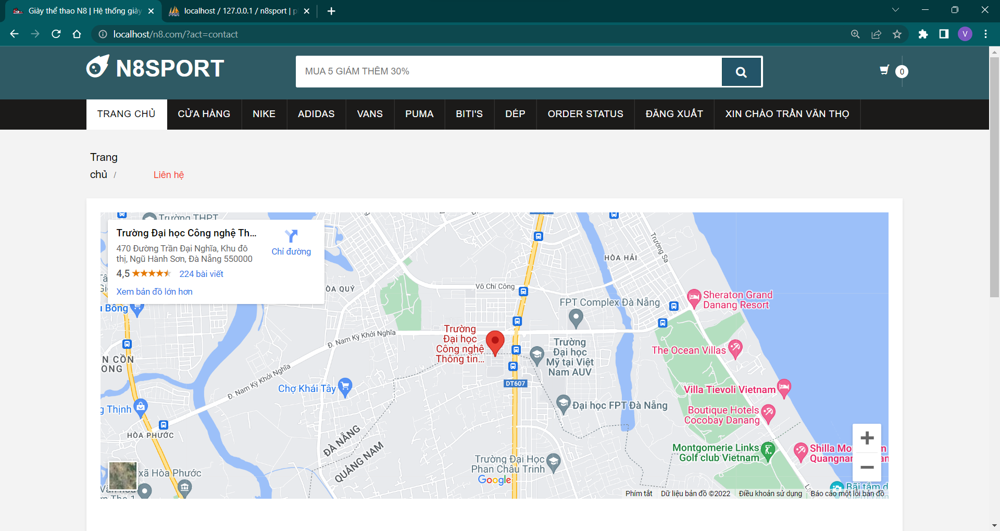 Giày thể thao N8 | Hệ thống giày
localhost / 127.0.0.1 / n8sport | p
localhost/n8.com/?act=contact
V
N8SPORT
MUA 5 GIẢM THÊM 30%
0
TRANG CHỦ
CỬA HÀNG
NIKE
ADIDAS
VANS
PUMA
BITI'S
DÉP
ORDER STATUS
ĐĂNG XUẤT
XIN CHÀO TRẦN VĂN THỌ
Trang
chủ /
Liên hệ
Trường THPT
Trường Đại học Công nghệ Th...
470 Đường Trần Đại Nghĩa, Khu đô
thị, Ngũ Hành Sơn, Đà Nẵng 550000
4,5
224 bài viết
Xem bản đồ lớn hơn
Chỉ đường
Trường Sa
HÒA HẢI
ÒA QUÝ
Võ Chí Công
FPT Complex Đà Nẵng
Sheraton Grand
Danang Resort
u Bông
Đ. Nam Kỳ Khởi Nghĩa
Trường
Đại học
Công nghệ
Thông tin...
Trường
Đại học
Mỹ tại Việt
Nam AUV
The Ocean Villas
N CỒN
ONG
Đ. Nam Kỳ Khởi Nghĩa
Chợ Khái Tây
DT607
Villa Tievoli Vietnam
g Thịnh
Đại học FPT Đà Nẵng
Boutique Hotels
Cocobay Danang
HÒA PHƯỚC
ĐÀ NẴNG
QUẢNG NAM
Montgomerie Links
Golf club Vietnam
Shilla Mo
Quangnar
Trường Đại Học
Phan Châu Trinh
xã Hòa Phước
Google
Bãi tắm d
Phím tắt
Dữ liệu bản đồ ©2022
Điều khoản sử dụng
Báo cáo một lỗi bản đồ